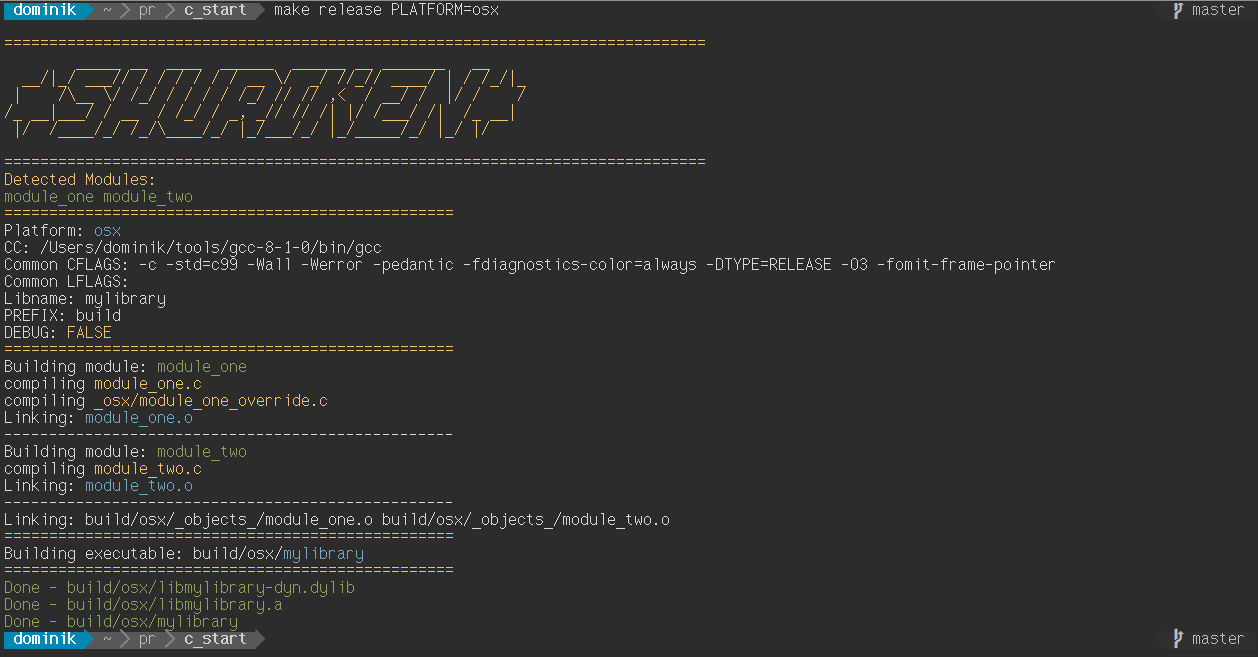 dominik ~ pr c_start make release PLATFORM=osx master
==============================================================================
SHURIKEN
==============================================================================
Detected Modules:
module_one module_two
==================================================
Platform: osx
CC: /Users/dominik/tools/gcc-8-1-0/bin/gcc
Common CFLAGS: -c -std=c99 -Wall -Werror -pedantic -fdiagnostics-color=always -DTYPE=RELEASE -O3 -fomit-frame-pointer
Common LFLAGS:
Libname: mylibrary
PREFIX: build
DEBUG: FALSE
==================================================
Building module: module_one
compiling module_one.c
compiling _osx/module_one_override.c
Linking: module_one.o
--------------------------------------------------
Building module: module_two
compiling module_two.c
Linking: module_two.o
--------------------------------------------------
Linking: build/osx/_objects_/module_one.o build/osx/_objects_/module_two.o
==================================================
Building executable: build/osx/mylibrary
==================================================
Done - build/osx/libmylibrary-dyn.dylib
Done - build/osx/libmylibrary.a
Done - build/osx/mylibrary
dominik ~ pr c_start master